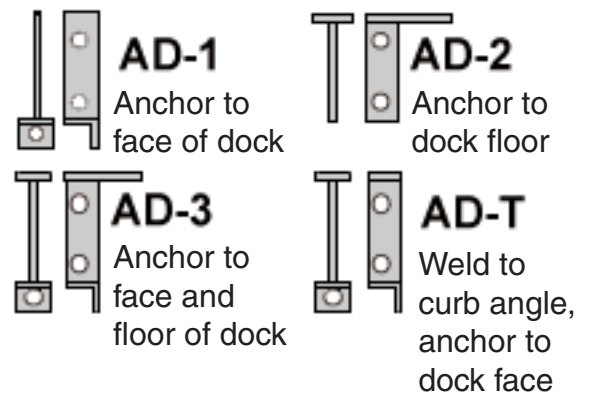 AD-1
Anchor to
face of dock
AD-2
Anchor to
dock floor
AD-3
Anchor to
face and
floor of dock
AD-T
Weld to
curb angle,
anchor to
dock face